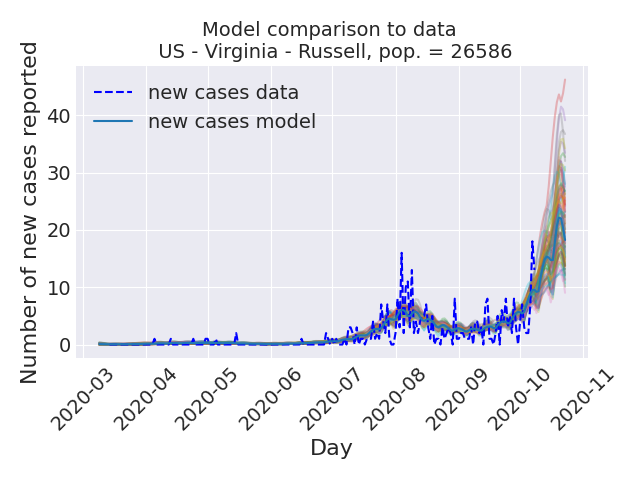 Model comparison to data
US - Virginia - Russell, pop. = 26586
new cases data
new cases model
Number of new cases reported
40
30
20
10
0
2020-03
2020-04
2020-05
2020-06
2020-07
2020-08
2020-09
2020-10
2020-11
Day